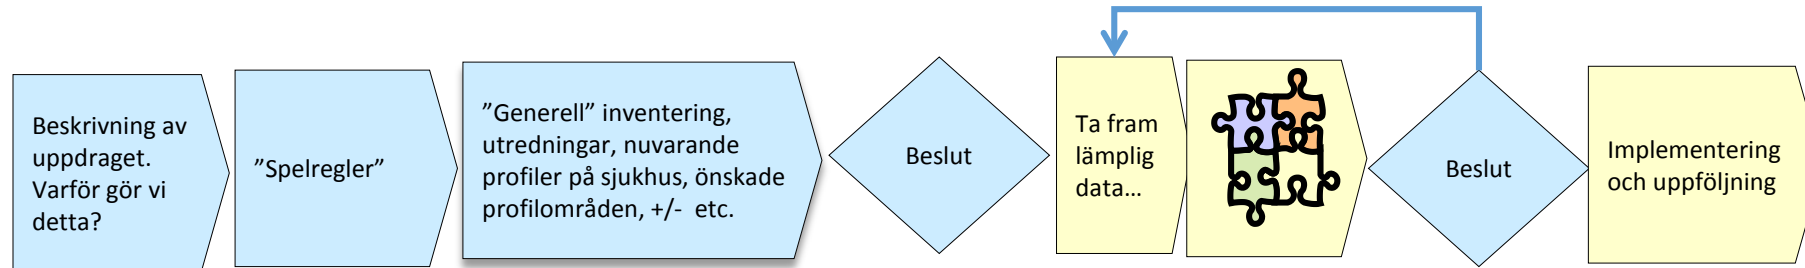 Beskrivning av
uppdraget.
Varför gör vi
detta?
”Spelregler”
”Generell” inventering,
utredningar, nuvarande
profiler på sjukhus, önskade
profilområden, +/-  etc.
Beslut
Ta fram
lämplig
data…
Beslut
Implementering
och uppföljning